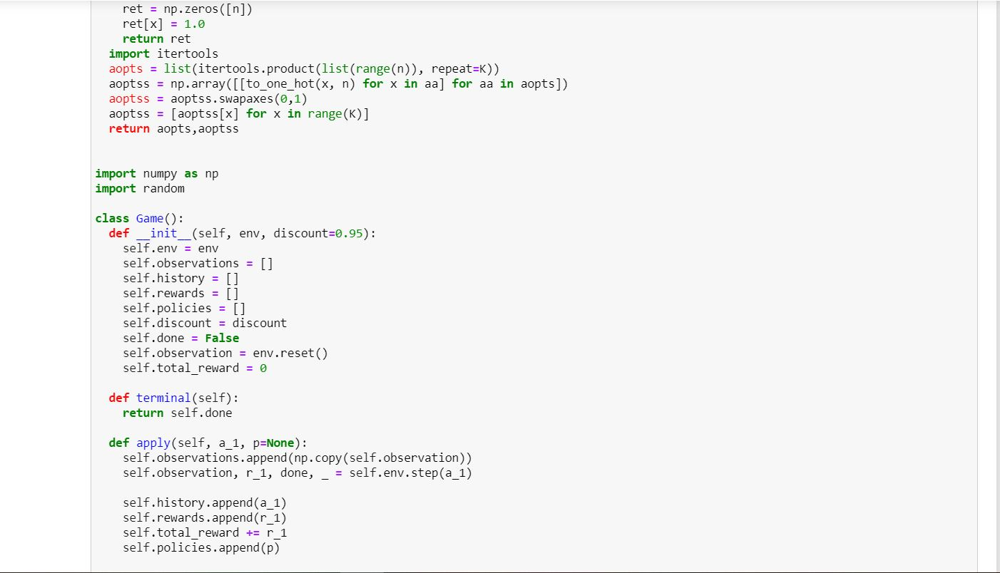 ret = np.zeros([n])
    ret[x] = 1.0
    return ret
  import itertools
  aopts = list(itertools.product(list(range(n)), repeat=K))
  aoptss = np.array([[to_one_hot(x, n) for x in aa] for aa in aopts])
  aoptss = aoptss.swapaxes(0,1)
  aoptss = [aoptss[x] for x in range(K)]
  return aopts,aoptss


import numpy as np
import random

class Game():
  def __init__(self, env, discount=0.95):
    self.env = env
    self.observations = []
    self.history = []
    self.rewards = []
    self.policies = []
    self.discount = discount
    self.done = False
    self.observation = env.reset()
    self.total_reward = 0

  def terminal(self):
    return self.done

  def apply(self, a_1, p=None):
    self.observations.append(np.copy(self.observation))
    self.observation, r_1, done, _ = self.env.step(a_1)

    self.history.append(a_1)
    self.rewards.append(r_1)
    self.total_reward += r_1
    self.policies.append(p)